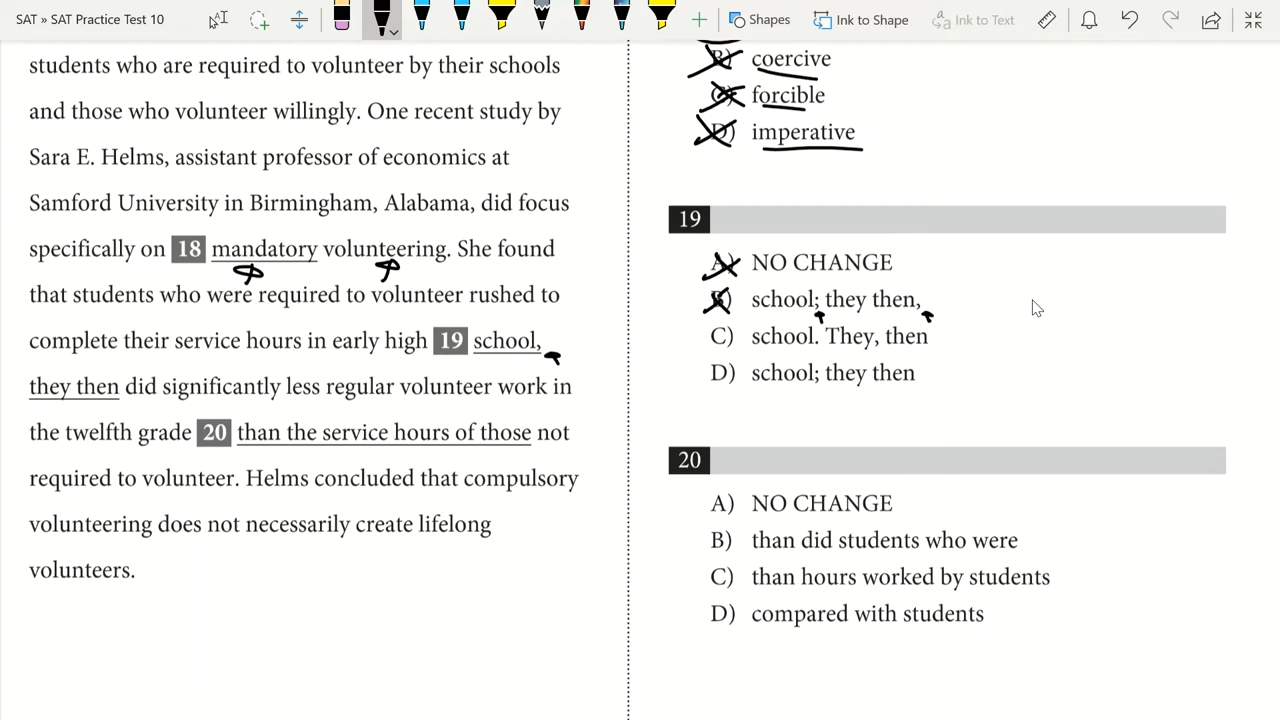 SAT » SAT Practice Test 10
Shapes
Ink to Shape
Ink to Text
students who are required to volunteer by their schools
and those who volunteer willingly. One recent study by
Sara E. Helms, assistant professor of economics at
Samford University in Birmingham, Alabama, did focus
specifically on 18 mandatory volunteering. She found
that students who were required to volunteer rushed to
complete their service hours in early high 19 school,
they then did significantly less regular volunteer work in
the twelfth grade 20 than the service hours of those not
required to volunteer. Helms concluded that compulsory
volunteering does not necessarily create lifelong
volunteers.
B) coercive
C) forcible
D) imperative
19
A) NO CHANGE
B) school; they then,
C) school. They, then
D) school; they then
20
A) NO CHANGE
B) than did students who were
C) than hours worked by students
D) compared with students